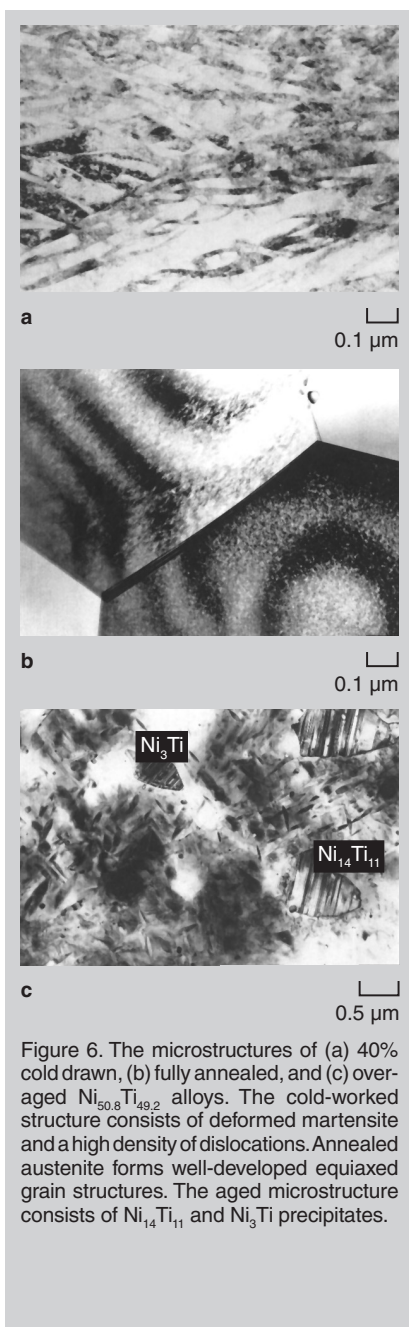 a
0.1 µm
b
0.1 µm
Ni₃Ti
Ni₁₄Ti₁₁
c
0.5 µm
Figure 6. The microstructures of (a) 40%
cold drawn, (b) fully annealed, and (c) over-
aged Ni₅₀.₈Ti₄₉.₂ alloys. The cold-worked
structure consists of deformed martensite
and a high density of dislocations. Annealed
austenite forms well-developed equiaxed
grain structures. The aged microstructure
consists of Ni₁₄Ti₁₁ and Ni₃Ti precipitates.